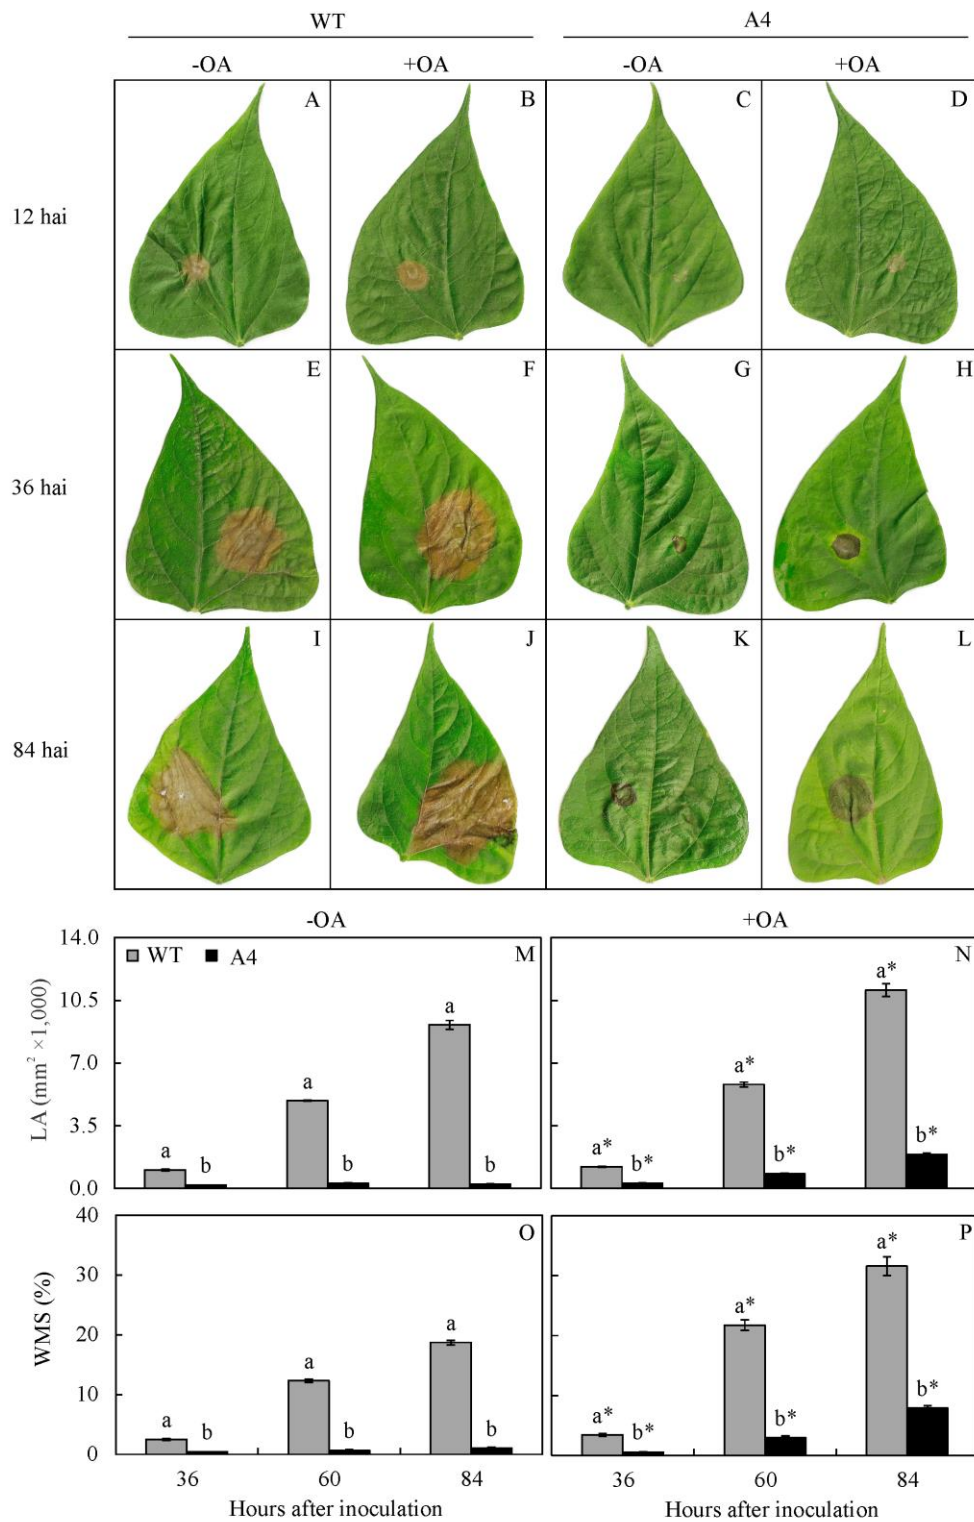 WT A4
-OA +OA -OA +OA
A B C D
12 hai
E F G H
36 hai
I J K L
84 hai
-OA +OA
14.0 WT A4 M N
10.5
7.0
3.5
0.0
LA (mm² ×1,000)
a a a
b b b
a* a* a*
b* b* b*
40 O P
30
20
10
0
WMS (%)
a a a
b b b
a* a* a*
b* b* b*
36 60 84 36 60 84
Hours after inoculation Hours after inoculation